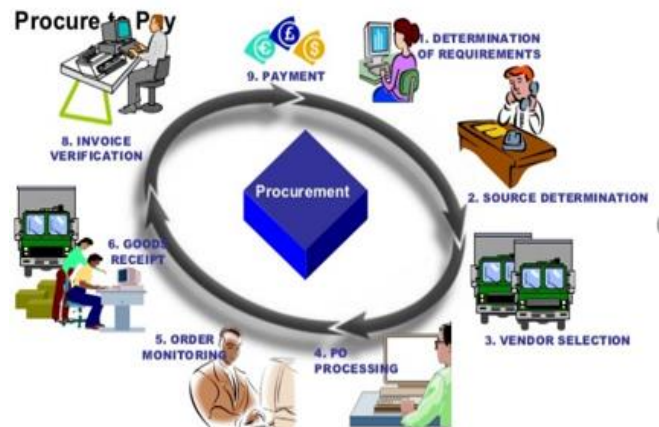 Procure to Pay
1. DETERMINATION
OF REQUIREMENTS
9. PAYMENT
8. INVOICE
VERIFICATION
Procurement
2. SOURCE DETERMINATION
6. GOODS
RECEIPT
3. VENDOR SELECTION
5. ORDER
MONITORING
4. PO
PROCESSING